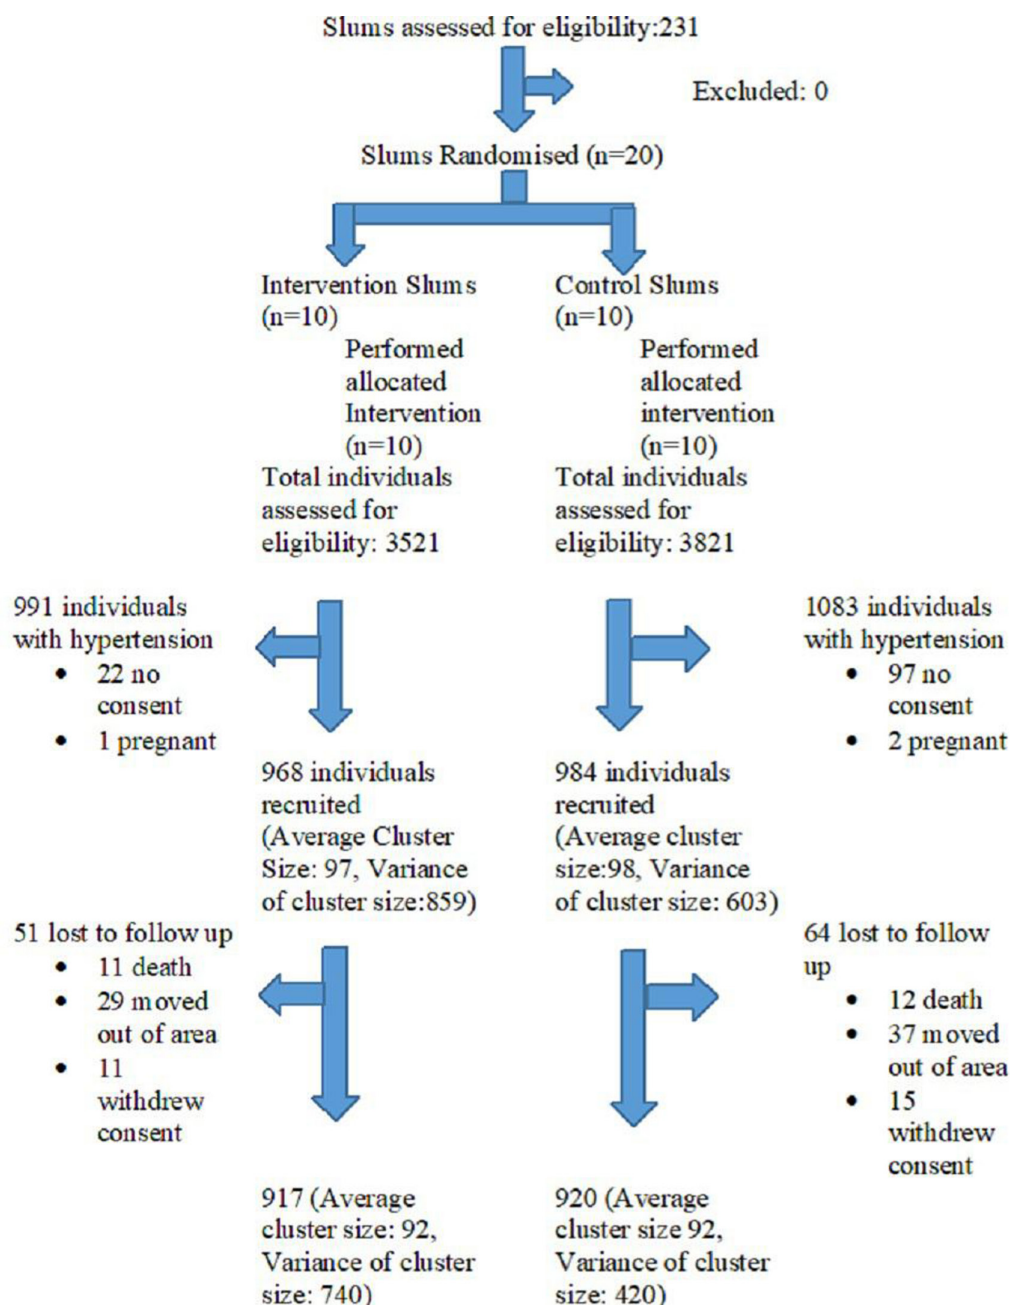 Slums assessed for eligibility:231
Excluded: 0
Slums Randomised (n=20)
Intervention Slums
(n=10)
Performed
allocated
Intervention
(n=10)
Total individuals
assessed for
eligibility: 3521
Control Slums
(n=10)
Performed
allocated
intervention
(n=10)
Total individuals
assessed for
eligibility: 3821
991 individuals
with hypertension
• 22 no
consent
• 1 pregnant
1083 individuals
with hypertension
• 97 no
consent
• 2 pregnant
968 individuals
recruited
(Average Cluster
Size: 97, Variance
of cluster size:859)
984 individuals
recruited
(Average cluster
size:98, Variance
of cluster size: 603)
51 lost to follow up
• 11 death
• 29 moved
out of area
• 11
withdrew
consent
64 lost to follow
up
• 12 death
• 37 moved
out of area
• 15
withdrew
consent
917 (Average
cluster size: 92,
Variance of cluster
size: 740)
920 (Average
cluster size 92,
Variance of cluster
size: 420)